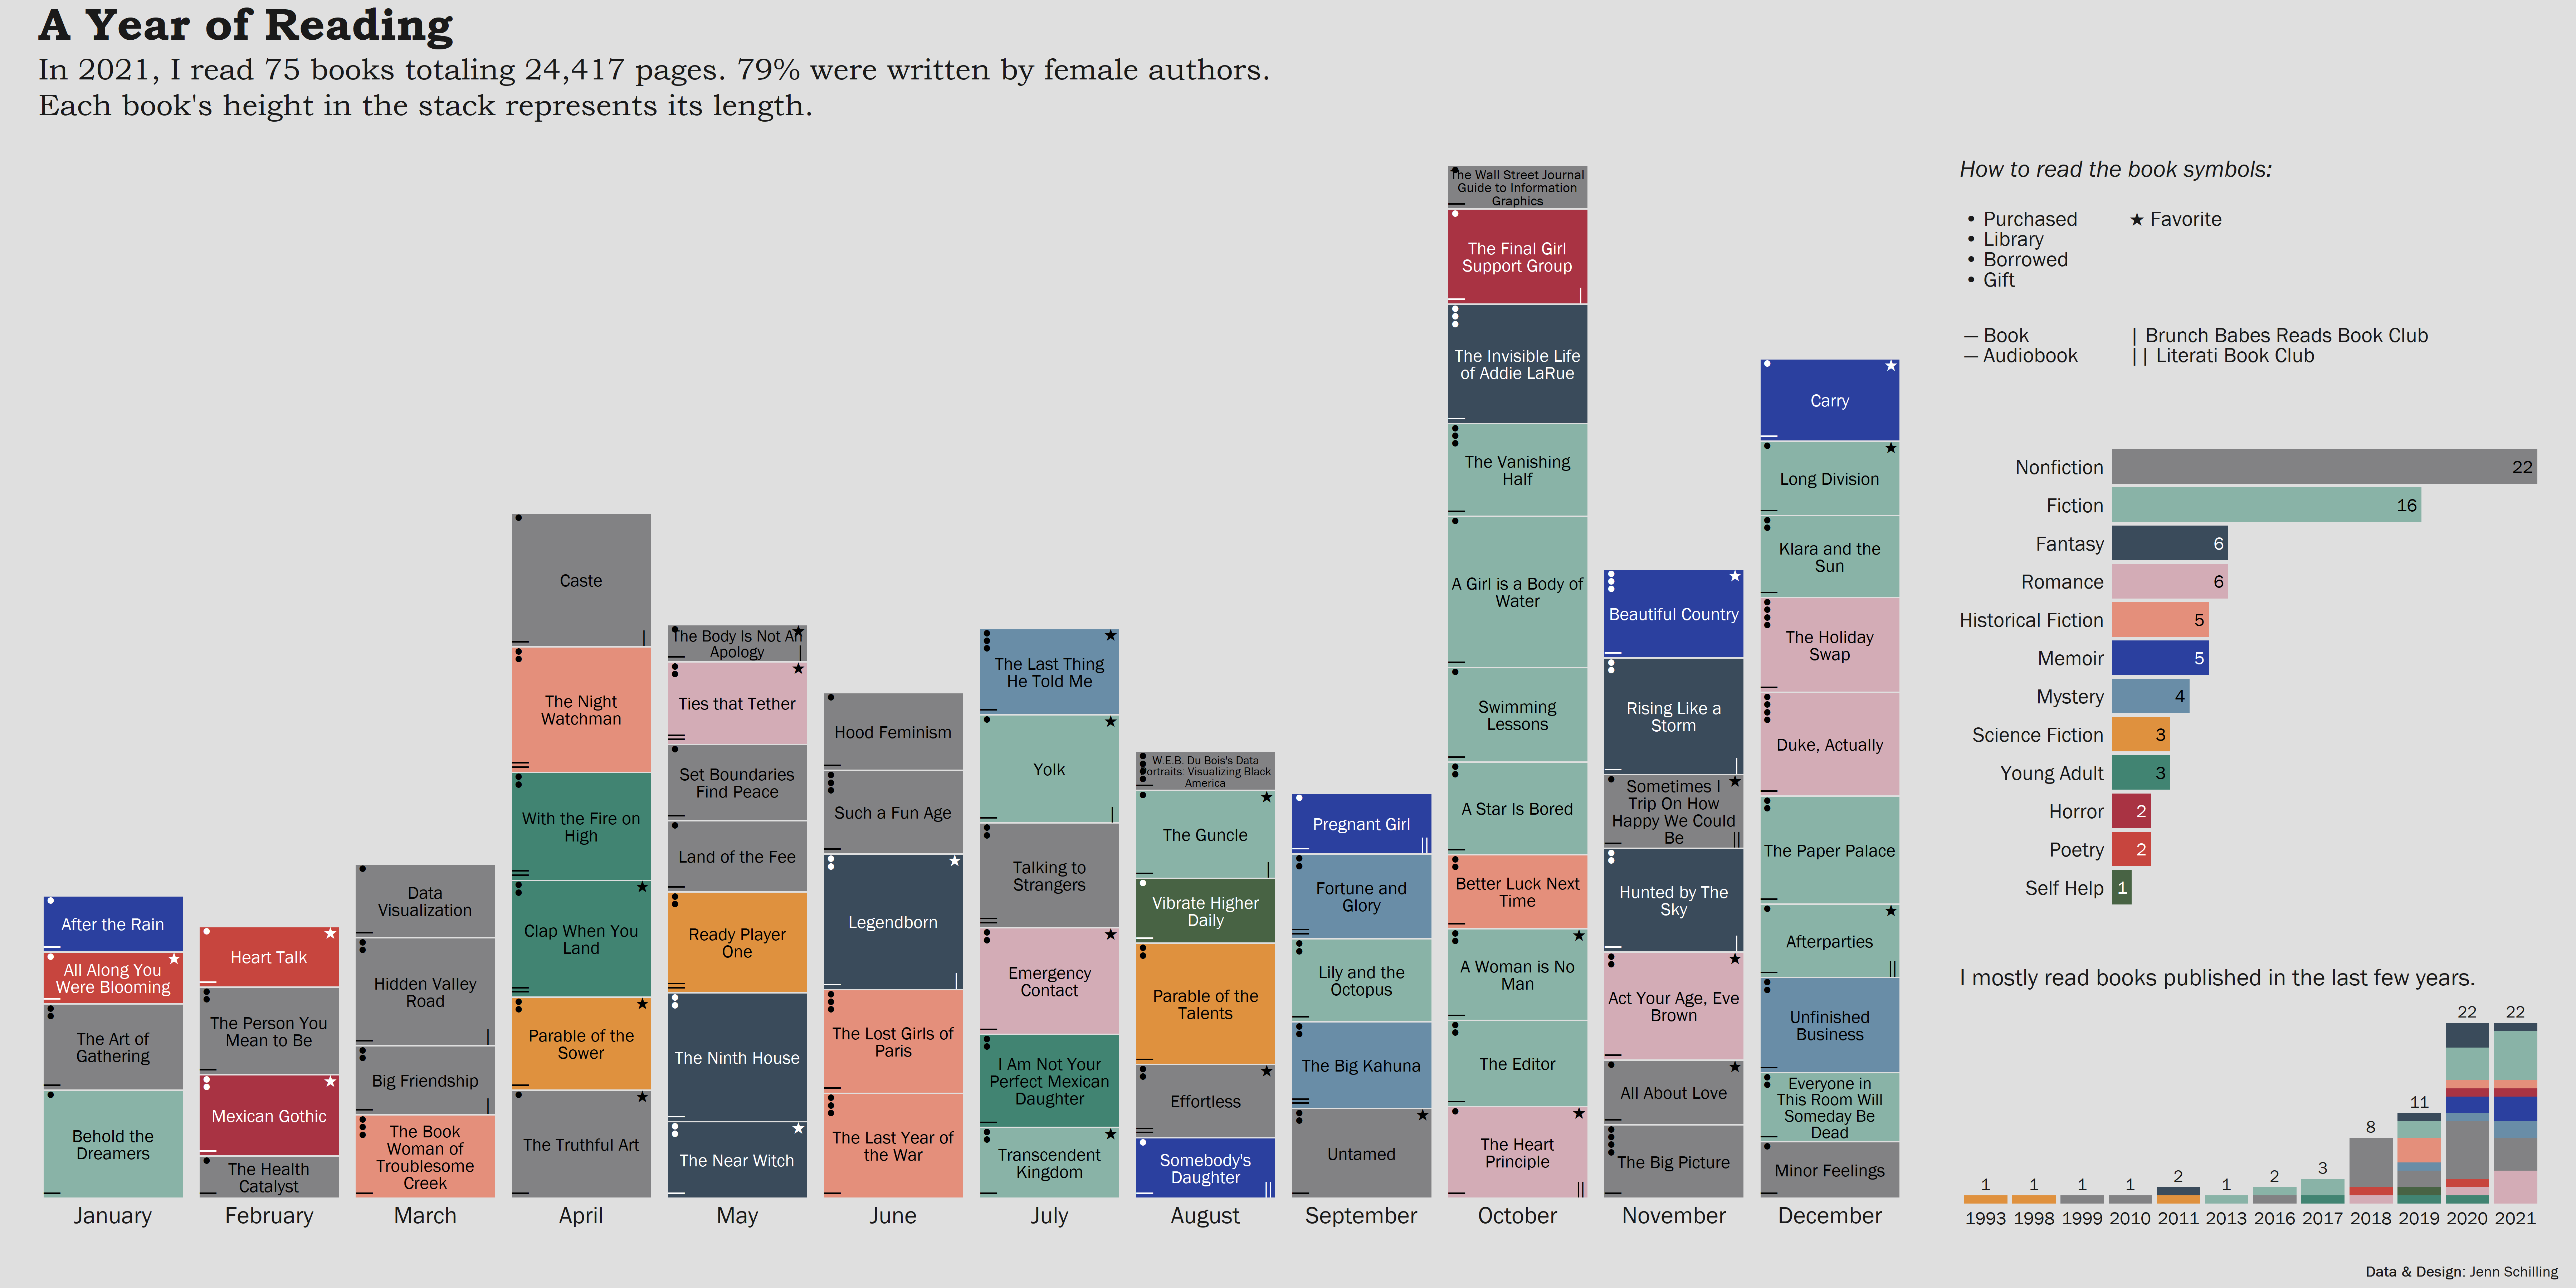 A Year of Reading
In 2021, I read 75 books totaling 24,417 pages. 79% were written by female authors.
Each book's height in the stack represents its length.
After the Rain
All Along You
Were Blooming
The Art of
Gathering
Behold the
Dreamers
January
Heart Talk
The Person You
Mean to Be
Mexican Gothic
The Health
Catalyst
February
Data
Visualization
Hidden Valley
Road
Big Friendship
The Book
Woman of
Troublesome
Creek
March
Caste
The Night
Watchman
With the Fire on
High
Clap When You
Land
Parable of the
Sower
The Truthful Art
April
The Body Is Not An
Apology
Ties that Tether
Set Boundaries
Find Peace
Land of the Fee
Ready Player
One
The Ninth House
The Near Witch
May
Hood Feminism
Such a Fun Age
Legendborn
The Lost Girls of
Paris
The Last Year of
the War
June
The Last Thing
He Told Me
Yolk
Talking to
Strangers
Emergency
Contact
I Am Not Your
Perfect Mexican
Daughter
Transcendent
Kingdom
July
W.E.B. Du Bois's Data
Portraits: Visualizing Black
America
The Guncle
Vibrate Higher
Daily
Parable of the
Talents
Effortless
Somebody's
Daughter
August
Pregnant Girl
Fortune and
Glory
Lily and the
Octopus
The Big Kahuna
Untamed
September
The Wall Street Journal
Guide to Information
Graphics
The Final Girl
Support Group
The Invisible Life
of Addie LaRue
The Vanishing
Half
A Girl is a Body of
Water
Swimming
Lessons
A Star Is Bored
Better Luck Next
Time
A Woman is No
Man
The Editor
The Heart
Principle
October
Beautiful Country
Rising Like a
Storm
Sometimes I
Trip On How
Happy We Could
Be
Hunted by The
Sky
Act Your Age, Eve
Brown
All About Love
The Big Picture
November
Carry
Long Division
Klara and the
Sun
The Holiday
Swap
Duke, Actually
The Paper Palace
Afterparties
Unfinished
Business
Everyone in
This Room Will
Someday Be
Dead
Minor Feelings
December
How to read the book symbols:
• Purchased
• Library
• Borrowed
• Gift
★ Favorite
— Book
— Audiobook
| Brunch Babes Reads Book Club
|| Literati Book Club
Nonfiction 22
Fiction 16
Fantasy 6
Romance 6
Historical Fiction 5
Memoir 5
Mystery 4
Science Fiction 3
Young Adult 3
Horror 2
Poetry 2
Self Help 1
I mostly read books published in the last few years.
1 1 1 1 2 1 2 3 8 11 22 22
1993 1998 1999 2010 2011 2013 2016 2017 2018 2019 2020 2021
Data & Design: Jenn Schilling